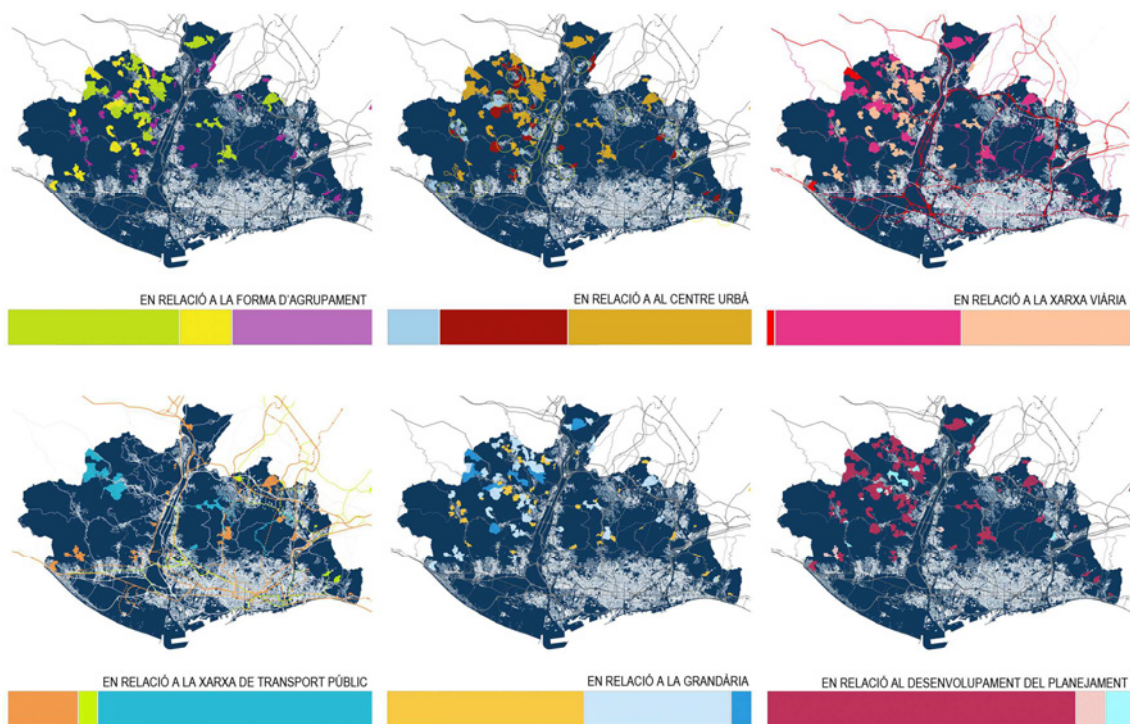 EN RELACIÓ A LA FORMA D'AGRUPAMENT
EN RELACIÓ A AL CENTRE URBÀ
EN RELACIÓ A LA XARXA VIÀRIA
EN RELACIÓ A LA XARXA DE TRANSPORT PÚBLIC
EN RELACIÓ A LA GRANDÀRIA
EN RELACIÓ AL DESENVOLUPAMENT DEL PLANEJAMENT